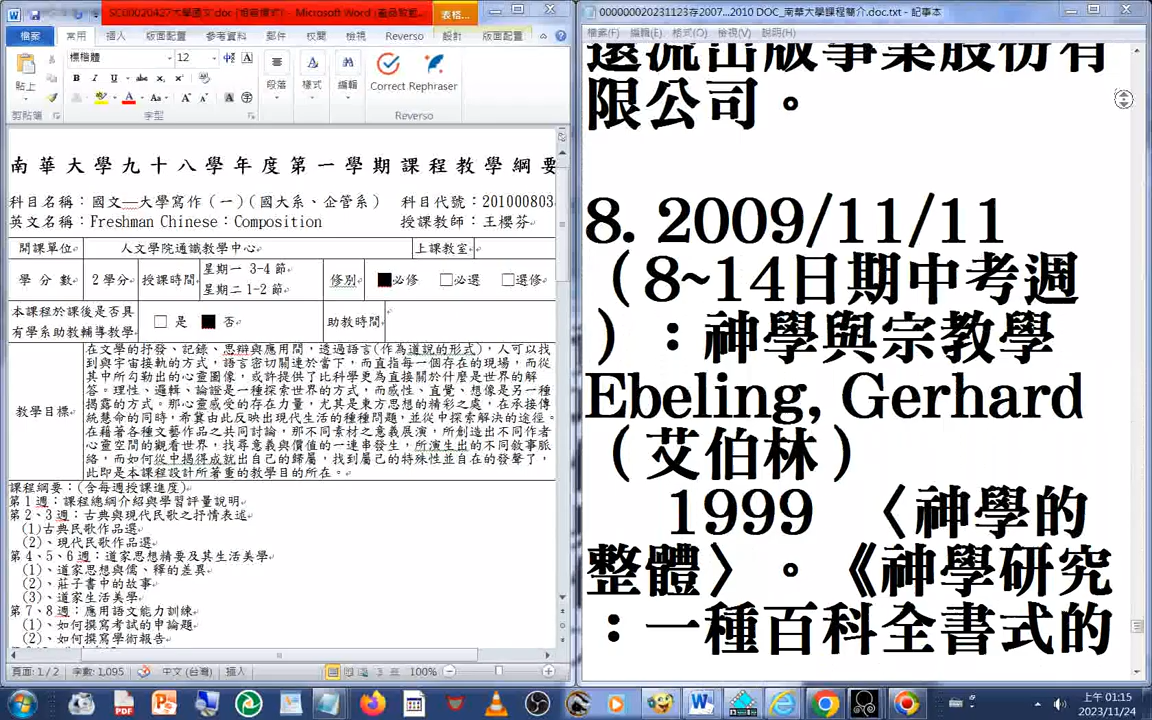 SC00020427大學國文.doc [相容模式] - Microsoft Word (產品啟動...
表格...
檔案 常用 插入 版面配置 參考資料 郵件 校閱 檢視 Reverso 設計 版面配置
標楷體 12
貼上 段落 樣式 編輯 Correct Rephraser
剪貼簿 字型 Reverso
南華大學九十八學年度第一學期課程教學綱要
科目名稱：國文—大學寫作(一)(國大系、企管系) 科目代號：201000803
英文名稱：Freshman Chinese：Composition 授課教師：王櫻芬
開課單位 人文學院通識教學中心 上課教室
學分數 2學分 授課時間 星期一 3-4節 修別 ■必修 □必選 □選修
星期二 1-2節
本課程於課後是否具 □是 ■否 助教時間
有學系助教輔導教學
在文學的抒發、記錄、思辯與應用間，透過語言(作為道說的形式)，人可以找
到與宇宙接軌的方式，語言密切關連於當下，而直指每一個存在的現場，而從
其中所勾勒出的心靈圖像，或許提供了比科學更為直接關於什麼是世界的解
答。理性、邏輯、論證是一種探索世界的方式，而感性、直覺、想像是另一種
揭露的方式。那心靈感受的存在力量，尤其是東方思想的精彩之處，在承接傳
統慧命的同時，希冀由此反映出現代生活的種種問題，並從中探索解決的途徑。
教學目標
在藉著各種文藝作品之共同討論，那不同素材之意義展演，所創造出不同作者
心靈空間的觀看世界，找尋意義與價值的一連串發生，所演生出的不同敘事脈
絡，而如何從中揭得成就出自己的歸屬，找到屬己的特殊性並自在的發聲了，
此即是本課程設計所著重的教學目的所在。
課程綱要：(含每週授課進度)
第1週：課程總綱介紹與學習評量說明
第2、3週：古典與現代民歌之抒情表述
(1)古典民歌作品選
(2)、現代民歌作品選
第4、5、6週：道家思想精要及其生活美學
(1)、道家思想與儒、釋的差異
(2)、莊子書中的故事
(3)、道家生活美學
第7、8週：應用語文能力訓練
(1)、如何撰寫考試的申論題
(2)、如何撰寫學術報告
頁面：1/2 字數：1,095 中文(台灣) 插入 100%
000000020231123存2007...2010 DOC_南華大學課程簡介.doc.txt - 記事本
檔案(F) 編輯(E) 格式(O) 檢視(V) 說明(H)
遠流出版事業股份有
限公司。
8. 2009/11/11
（8~14日期中考週
）：神學與宗教學
Ebeling, Gerhard
（艾伯林）
1999 〈神學的
整體〉。《神學研究
：一種百科全書式的
上午 01:15
2023/11/24